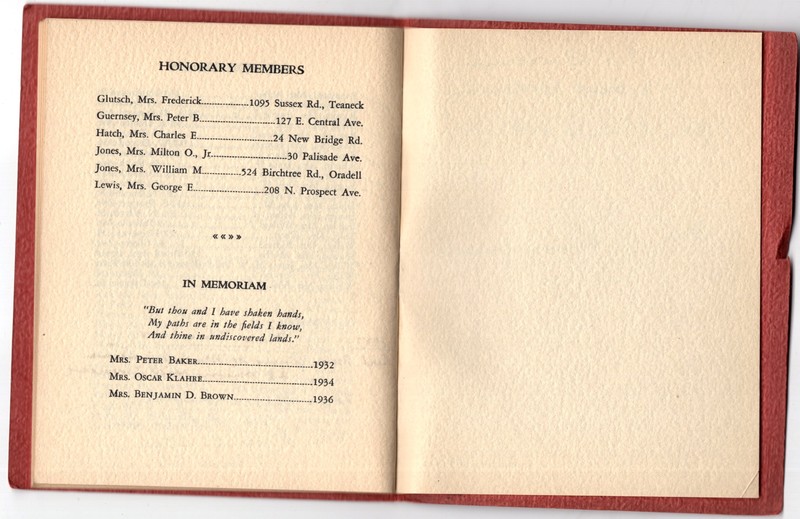 HONORARY MEMBERS
Glutsch, Mrs. Frederick..................1095 Sussex Rd., Teaneck
Guernsey, Mrs. Peter B............................127 E. Central Ave.
Hatch, Mrs. Charles E............................24 New Bridge Rd.
Jones, Mrs. Milton O., Jr............................30 Palisade Ave.
Jones, Mrs. William M..............524 Birchtree Rd., Oradell
Lewis, Mrs. George E..........................208 N. Prospect Ave.
««»»
IN MEMORIAM
"But thou and I have shaken hands,
My paths are in the fields I know,
And thine in undiscovered lands."
MRS. PETER BAKER..........................................1932
MRS. OSCAR KLAHRE........................................1934
MRS. BENJAMIN D. BROWN.............................1936